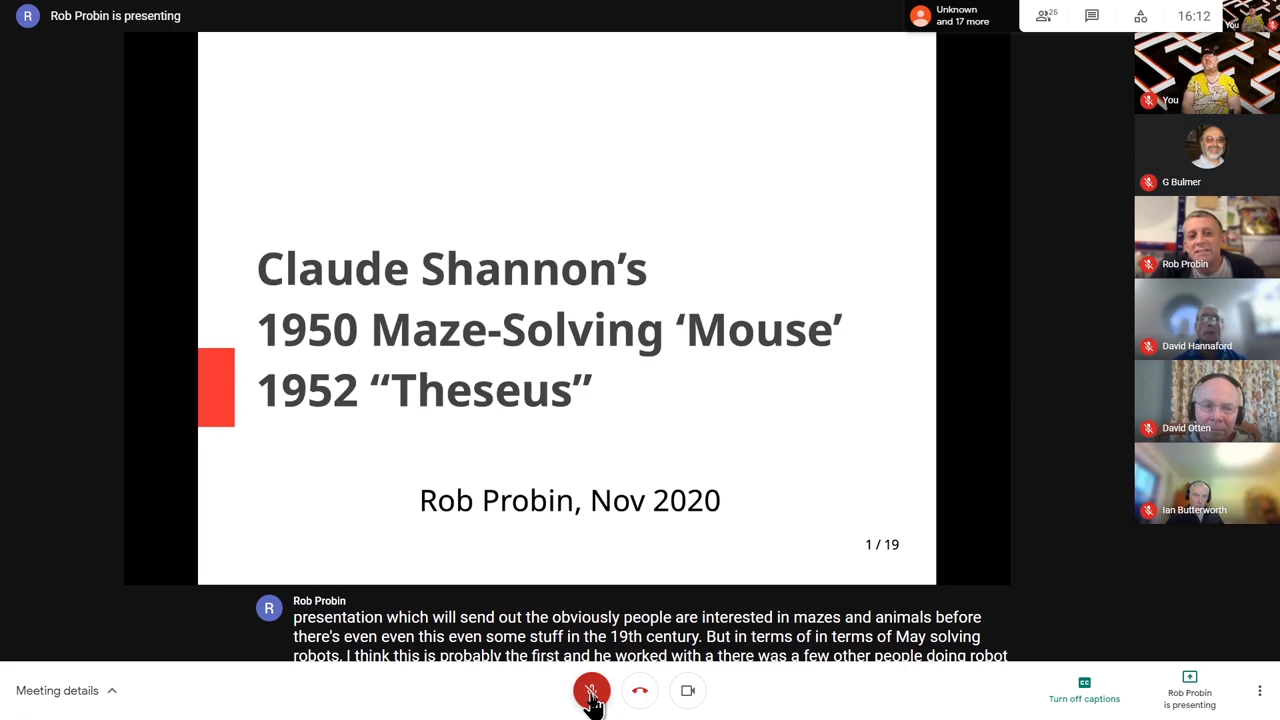 R Rob Probin is presenting
Unknown
and 17 more
25
16:12
You
Claude Shannon’s
1950 Maze-Solving ‘Mouse’
1952 “Theseus”
Rob Probin, Nov 2020
1 / 19
You
G Bulmer
Rob Probin
David Hannaford
David Otten
Ian Butterworth
R Rob Probin
presentation which will send out the obviously people are interested in mazes and animals before
there's even even this even some stuff in the 19th century. But in terms of in terms of May solving
robots, I think this is probably the first and he worked with a there was a few other people doing robot
Meeting details
CC
Turn off captions
Rob Probin
is presenting